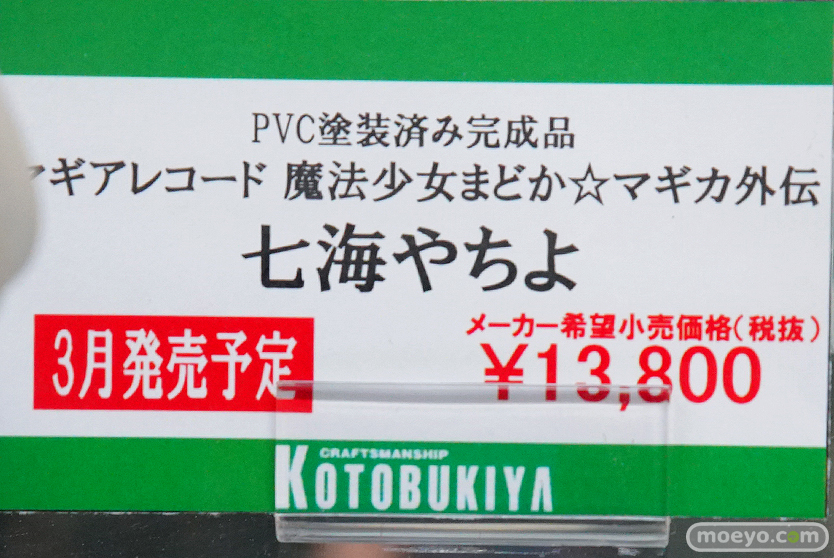 PVC塗装済み完成品
ギアレコード 魔法少女まどか☆マギカ外伝
七海やちよ
3月発売予定
メーカー希望小売価格(税抜)
¥13,800
CRAFTSMANSHIP
KOTOBUKIYA
moeyo.com